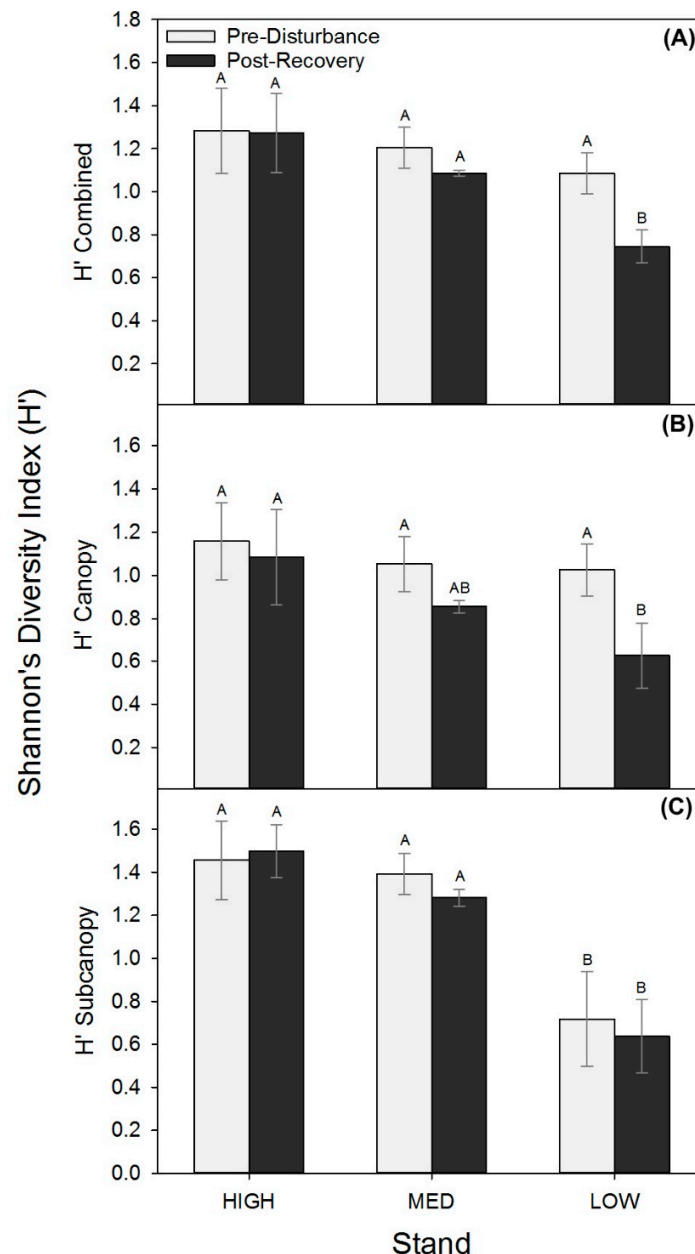 Shannon's Diversity Index (H')
(A)
Pre-Disturbance
Post-Recovery
H' Combined
1.8
1.6
1.4
1.2
1.0
0.8
0.6
0.4
0.2
A A A A A B
(B)
H' Canopy
1.6
1.4
1.2
1.0
0.8
0.6
0.4
0.2
A A A AB A B
(C)
H' Subcanopy
1.6
1.4
1.2
1.0
0.8
0.6
0.4
0.2
0.0
A A A A B B
HIGH MED LOW
Stand